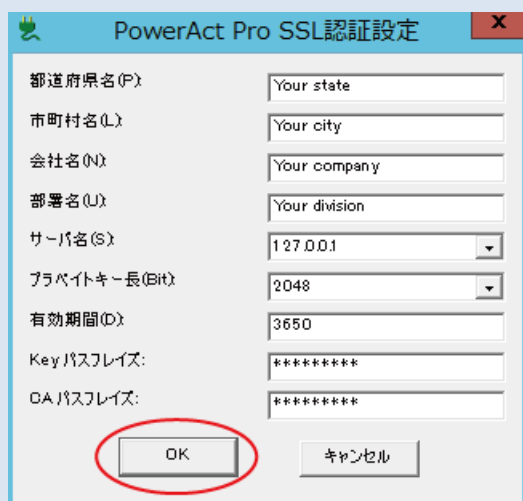 PowerAct Pro SSL認証設定 x
都道府県名(P): Your state
市町村名(L): Your city
会社名(N): Your company
部署名(U): Your division
サーバ名(S): 127.0.0.1
プラベイトキー長(Bit): 2048
有効期間(D): 3650
Key パスフレイズ: *********
CA パスフレイズ: *********
OK キャンセル